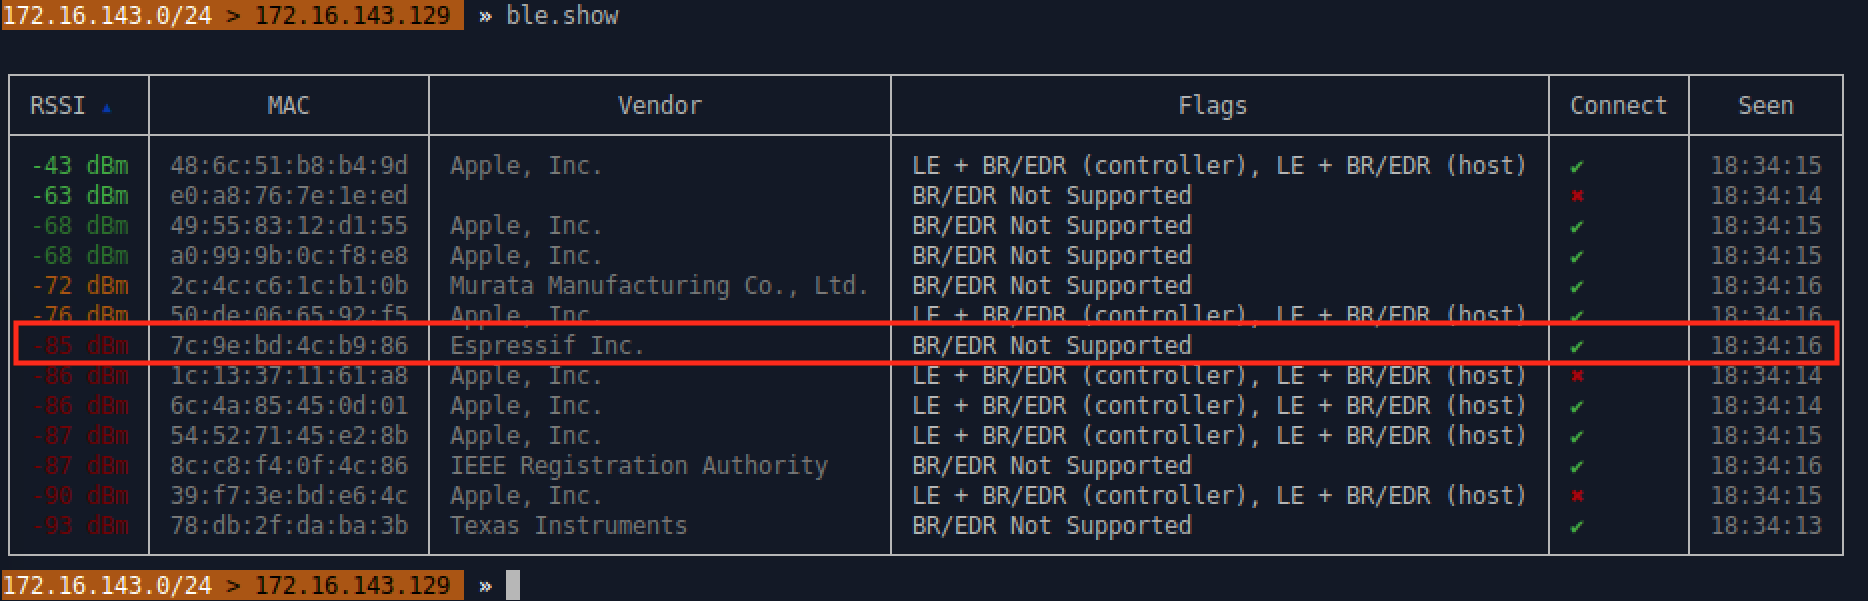 172.16.143.0/24 > 172.16.143.129 » ble.show
RSSI ▲ MAC Vendor Flags Connect Seen
-43 dBm 48:6c:51:b8:b4:9d Apple, Inc. LE + BR/EDR (controller), LE + BR/EDR (host) ✔ 18:34:15
-63 dBm e0:a8:76:7e:1e:ed BR/EDR Not Supported ✖ 18:34:14
-68 dBm 49:55:83:12:d1:55 Apple, Inc. BR/EDR Not Supported ✔ 18:34:15
-68 dBm a0:99:9b:0c:f8:e8 Apple, Inc. BR/EDR Not Supported ✔ 18:34:15
-72 dBm 2c:4c:c6:1c:b1:0b Murata Manufacturing Co., Ltd. BR/EDR Not Supported ✔ 18:34:16
-76 dBm 50:de:06:65:92:f5 Apple, Inc. LE + BR/EDR (controller), LE + BR/EDR (host) ✔ 18:34:16
-85 dBm 7c:9e:bd:4c:b9:86 Espressif Inc. BR/EDR Not Supported ✔ 18:34:16
-86 dBm 1c:13:37:11:61:a8 Apple, Inc. LE + BR/EDR (controller), LE + BR/EDR (host) ✖ 18:34:14
-86 dBm 6c:4a:85:45:0d:01 Apple, Inc. LE + BR/EDR (controller), LE + BR/EDR (host) ✔ 18:34:14
-87 dBm 54:52:71:45:e2:8b Apple, Inc. LE + BR/EDR (controller), LE + BR/EDR (host) ✔ 18:34:15
-87 dBm 8c:c8:f4:0f:4c:86 IEEE Registration Authority BR/EDR Not Supported ✔ 18:34:16
-90 dBm 39:f7:3e:bd:e6:4c Apple, Inc. LE + BR/EDR (controller), LE + BR/EDR (host) ✖ 18:34:15
-93 dBm 78:db:2f:da:ba:3b Texas Instruments BR/EDR Not Supported ✔ 18:34:13
172.16.143.0/24 > 172.16.143.129 »